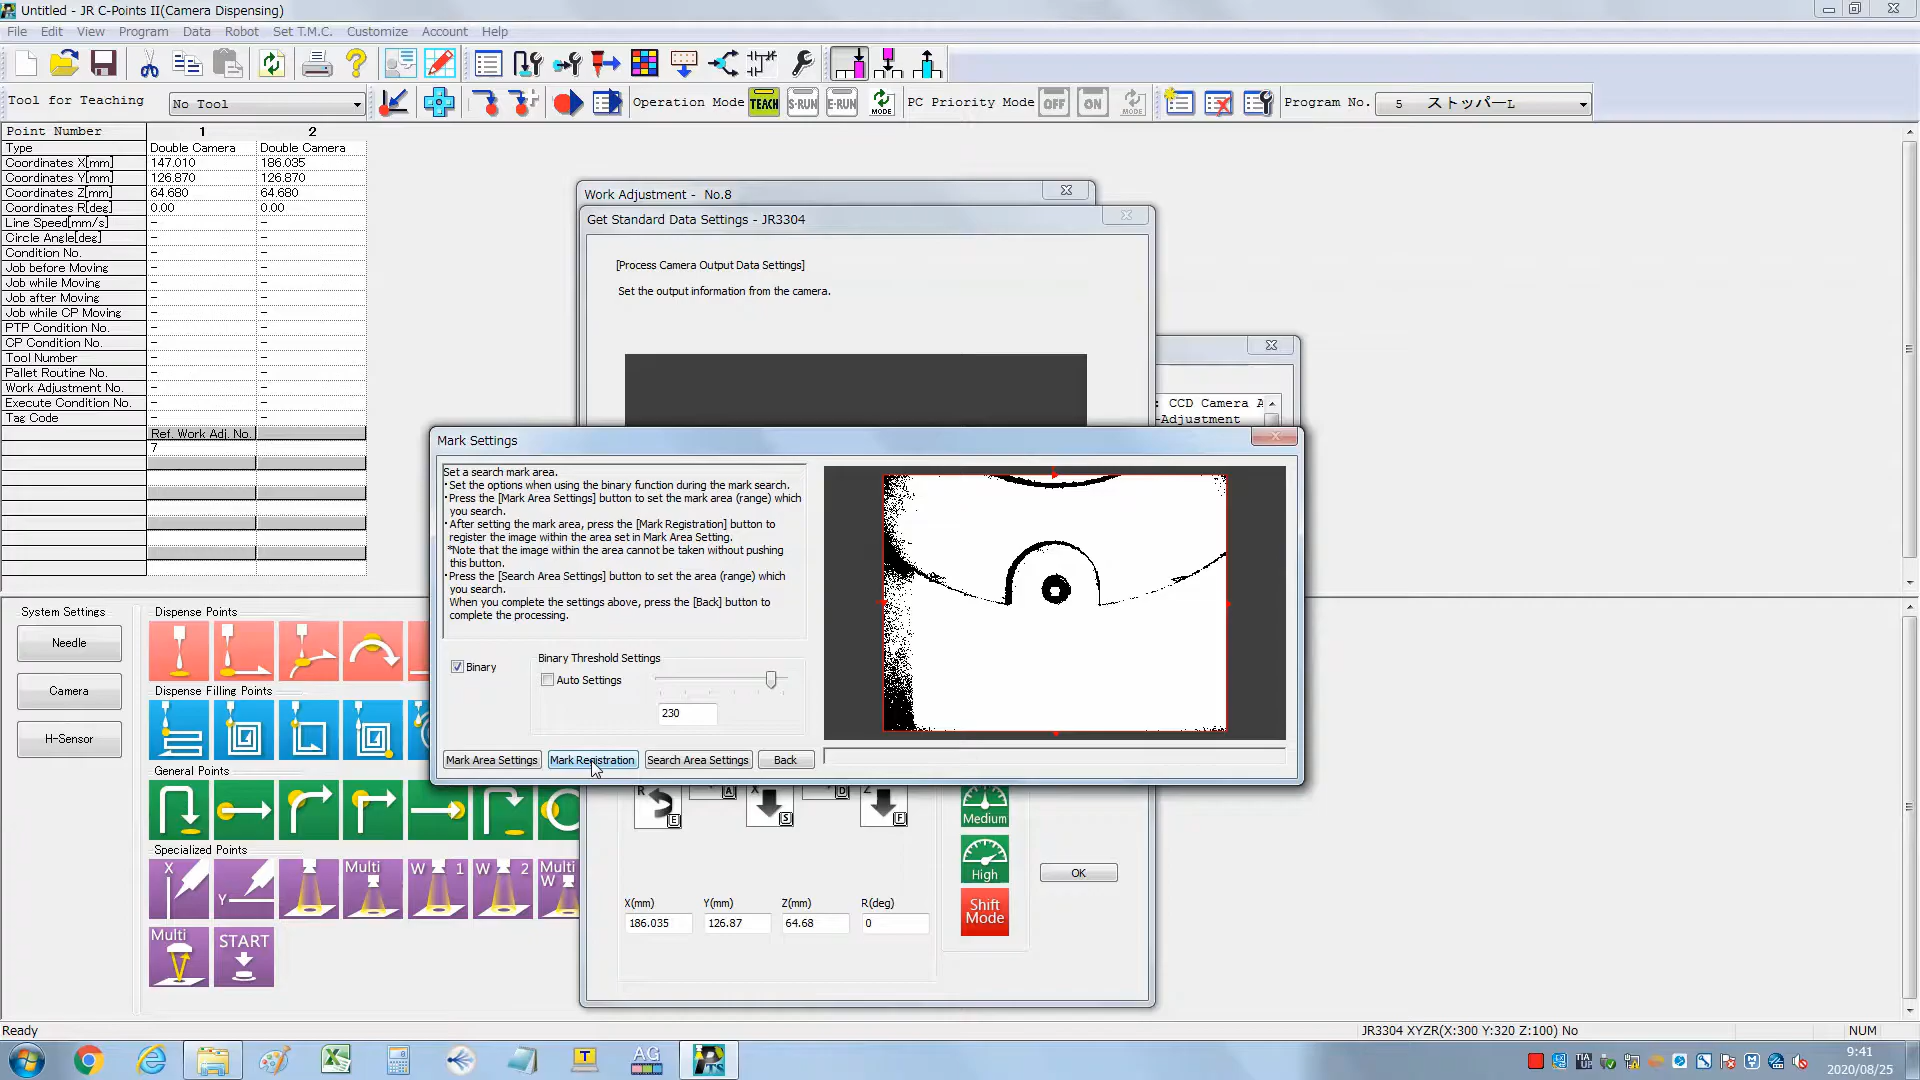 Untitled - JR C-Points II(Camera Dispensing)
File Edit View Program Data Robot Set T.M.C. Customize Account Help
Tool for Teaching No Tool Operation Mode TEACH S-RUN E-RUN MODE PC Priority Mode OFF ON MODE Program No. 5 ストッパーL
Point Number 1 2
Type Double Camera Double Camera
Coordinates X[mm] 147.010 186.035
Coordinates Y[mm] 126.870 126.870
Coordinates Z[mm] 64.680 64.680
Coordinates R[deg] 0.00 0.00
Line Speed[mm/s] - -
Circle Angle[deg] - -
Condition No. - -
Job before Moving - -
Job while Moving - -
Job after Moving - -
Job while CP Moving - -
PTP Condition No. - -
CP Condition No. - -
Tool Number - -
Pallet Routine No. - -
Work Adjustment No. - -
Execute Condition No. - -
Tag Code - -
Ref. Work Adj. No.
7
Work Adjustment - No.8
Get Standard Data Settings - JR3304
[Process Camera Output Data Settings]
Set the output information from the camera.
: CCD Camera A
-Adjustment
Mark Settings
Set a search mark area.
･Set the options when using the binary function during the mark search.
･Press the [Mark Area Settings] button to set the mark area (range) which
you search.
･After setting the mark area, press the [Mark Registration] button to
register the image within the area set in Mark Area Setting.
*Note that the image within the area cannot be taken without pushing
this button.
･Press the [Search Area Settings] button to set the area (range) which
you search.
When you complete the settings above, press the [Back] button to
complete the processing.
Binary
Binary Threshold Settings
Auto Settings
230
Mark Area Settings Mark Registration Search Area Settings Back
System Settings
Needle
Camera
H-Sensor
Dispense Points
Dispense Filling Points
General Points
Specialized Points
X Y Multi W 1 W 2 Multi W
Multi START
R E A X S D Z F
Medium
High
Shift Mode
OK
X(mm) Y(mm) Z(mm) R(deg)
186.035 126.87 64.68 0
Ready JR3304 XYZR(X:300 Y:320 Z:100) No NUM
9:41
2020/08/25